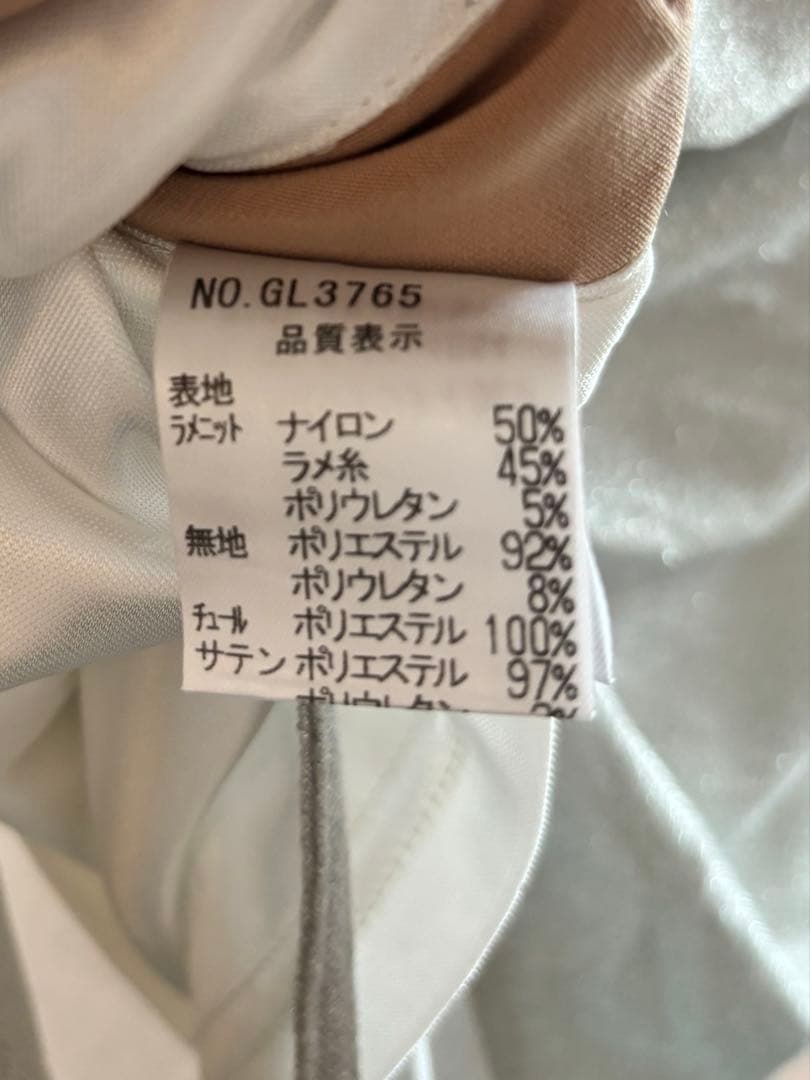 NO.GL3765
品質表示
表地
ラメニット ナイロン 50%
ラメ糸 45%
ポリウレタン 5%
無地 ポリエステル 92%
ポリウレタン 8%
チュール ポリエステル 100%
サテン ポリエステル 97%